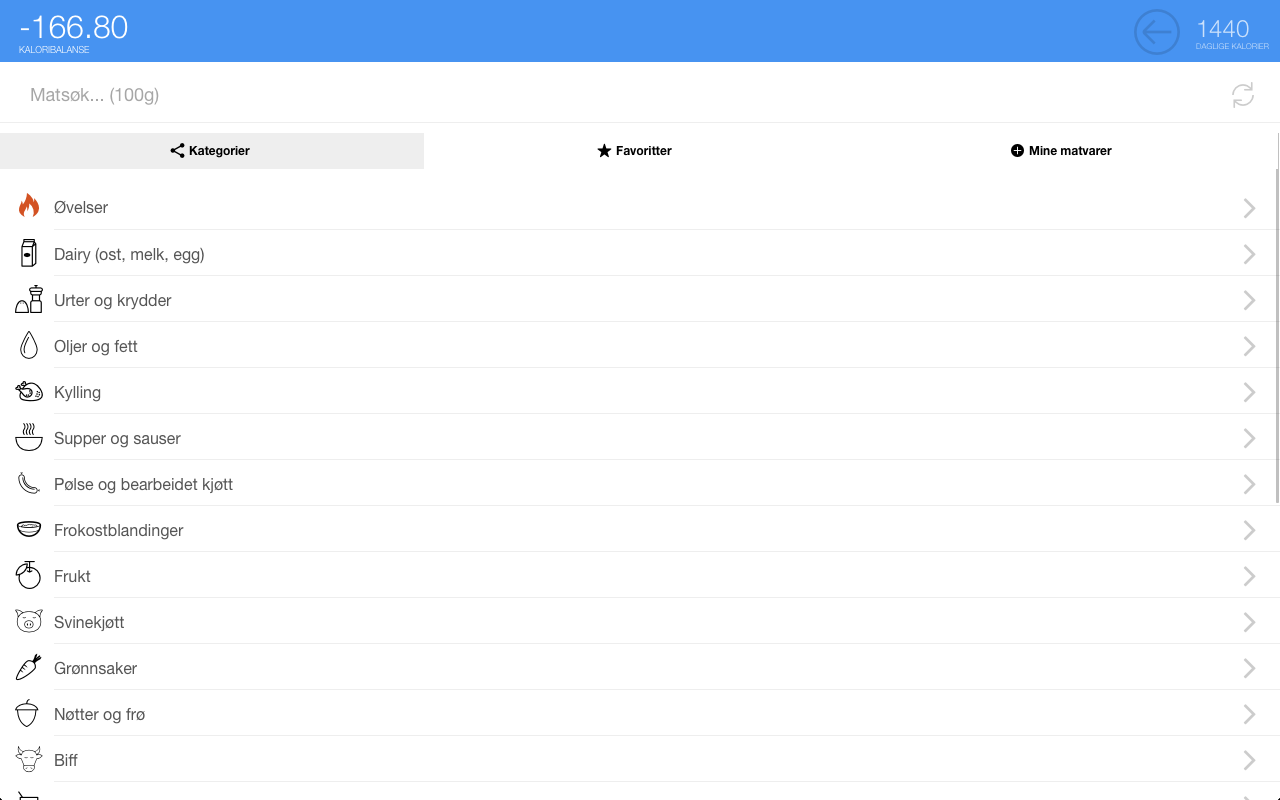 -166.80
KALORIBALANSE
1440
DAGLIGE KALORIER
Matsøk... (100g)
Kategorier
Favoritter
Mine matvarer
Øvelser
Dairy (ost, melk, egg)
Urter og krydder
Oljer og fett
Kylling
Supper og sauser
Pølse og bearbeidet kjøtt
Frokostblandinger
Frukt
Svinekjøtt
Grønnsaker
Nøtter og frø
Biff